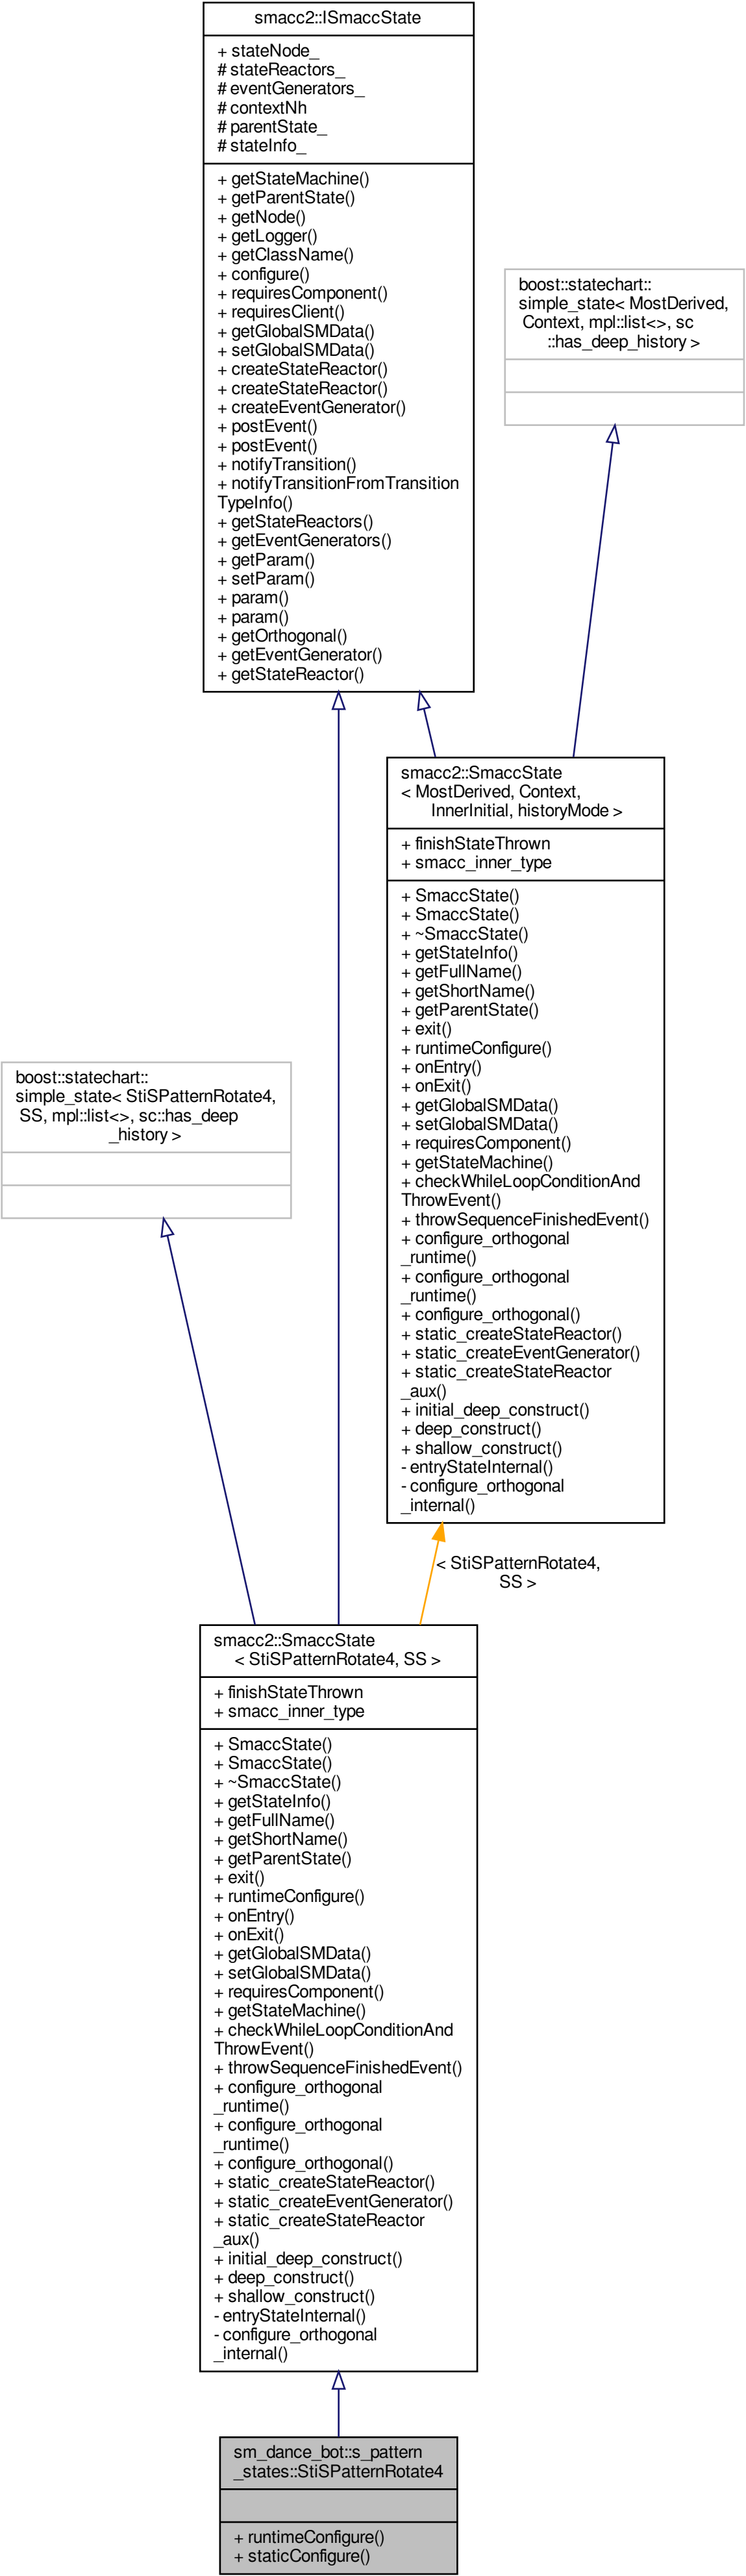 smacc2::ISmaccState
+ stateNode_
# stateReactors_
# eventGenerators_
# contextNh
# parentState_
# stateInfo_
+ getStateMachine()
+ getParentState()
+ getNode()
+ getLogger()
+ getClassName()
+ configure()
+ requiresComponent()
+ requiresClient()
+ getGlobalSMData()
+ setGlobalSMData()
+ createStateReactor()
+ createStateReactor()
+ createEventGenerator()
+ postEvent()
+ postEvent()
+ notifyTransition()
+ notifyTransitionFromTransition
TypeInfo()
+ getStateReactors()
+ getEventGenerators()
+ getParam()
+ setParam()
+ param()
+ param()
+ getOrthogonal()
+ getEventGenerator()
+ getStateReactor()
boost::statechart::
simple_state< MostDerived,
Context, mpl::list<>, sc
::has_deep_history >
smacc2::SmaccState
< MostDerived, Context,
InnerInitial, historyMode >
+ finishStateThrown
+ smacc_inner_type
+ SmaccState()
+ SmaccState()
+ ~SmaccState()
+ getStateInfo()
+ getFullName()
+ getShortName()
+ getParentState()
+ exit()
+ runtimeConfigure()
+ onEntry()
+ onExit()
+ getGlobalSMData()
+ setGlobalSMData()
+ requiresComponent()
+ getStateMachine()
+ checkWhileLoopConditionAnd
ThrowEvent()
+ throwSequenceFinishedEvent()
+ configure_orthogonal
_runtime()
+ configure_orthogonal
_runtime()
+ configure_orthogonal()
+ static_createStateReactor()
+ static_createEventGenerator()
+ static_createStateReactor
_aux()
+ initial_deep_construct()
+ deep_construct()
+ shallow_construct()
- entryStateInternal()
- configure_orthogonal
_internal()
boost::statechart::
simple_state< StiSPatternRotate4,
SS, mpl::list<>, sc::has_deep
_history >
< StiSPatternRotate4,
SS >
smacc2::SmaccState
< StiSPatternRotate4, SS >
+ finishStateThrown
+ smacc_inner_type
+ SmaccState()
+ SmaccState()
+ ~SmaccState()
+ getStateInfo()
+ getFullName()
+ getShortName()
+ getParentState()
+ exit()
+ runtimeConfigure()
+ onEntry()
+ onExit()
+ getGlobalSMData()
+ setGlobalSMData()
+ requiresComponent()
+ getStateMachine()
+ checkWhileLoopConditionAnd
ThrowEvent()
+ throwSequenceFinishedEvent()
+ configure_orthogonal
_runtime()
+ configure_orthogonal
_runtime()
+ configure_orthogonal()
+ static_createStateReactor()
+ static_createEventGenerator()
+ static_createStateReactor
_aux()
+ initial_deep_construct()
+ deep_construct()
+ shallow_construct()
- entryStateInternal()
- configure_orthogonal
_internal()
sm_dance_bot::s_pattern
_states::StiSPatternRotate4
+ runtimeConfigure()
+ staticConfigure()